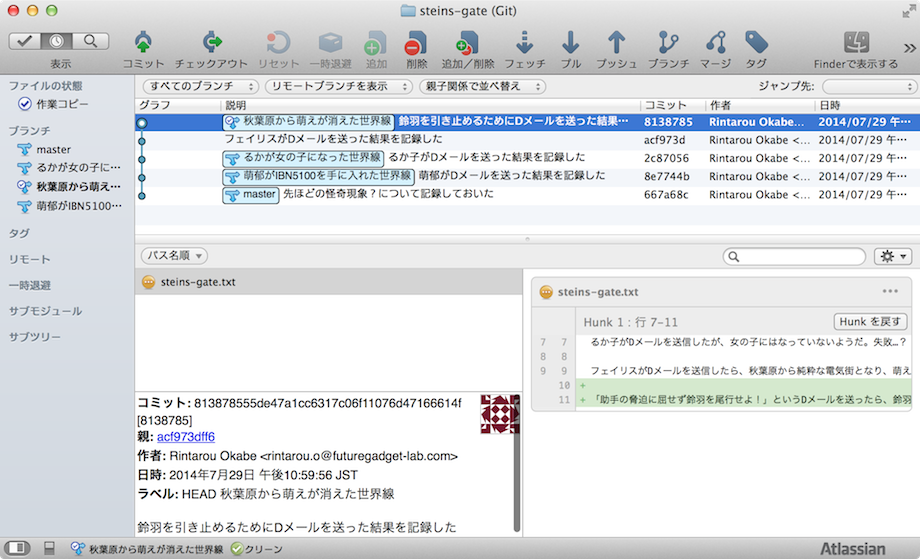 steins-gate (Git)
表示 コミット チェックアウト リセット 一時退避 追加 削除 追加／削除 フェッチ プル プッシュ ブランチ マージ タグ Finderで表示する
ファイルの状態
作業コピー
ブランチ
master
るかが女の子に…
秋葉原から萌え…
萌郁がIBN5100…
タグ
リモート
一時退避
サブモジュール
サブツリー
すべてのブランチ リモートブランチを表示 親子関係で並べ替え ジャンプ先:
グラフ 説明 コミット 作者 日時
秋葉原から萌えが消えた世界線 鈴羽を引き止めるためにDメールを送った結果… 8138785 Rintarou Okabe… 2014/07/29 午…
フェイリスがDメールを送った結果を記録した acf973d Rintarou Okabe <… 2014/07/29 午…
るかが女の子になった世界線 るか子がDメールを送った結果を記録した 2c87056 Rintarou Okabe <… 2014/07/29 午…
萌郁がIBN5100を手に入れた世界線 萌郁がDメールを送った結果を記録した 8e7744b Rintarou Okabe <… 2014/07/29 午…
master 先ほどの怪奇現象？について記録しておいた 667a68c Rintarou Okabe <… 2014/07/29 午…
パス名順
steins-gate.txt
コミット: 813878555de47a1cc6317c06f11076d47166614f
[8138785]
親: acf973dff6
作者: Rintarou Okabe <rintarou.o@futuregadget-lab.com>
日時: 2014年7月29日 午後10:59:56 JST
ラベル: HEAD 秋葉原から萌えが消えた世界線
鈴羽を引き止めるためにDメールを送った結果を記録した
steins-gate.txt
Hunk 1 : 行 7-11 Hunk を戻す
7 7 るか子がDメールを送信したが、女の子にはなっていないようだ。失敗…？
8 8
9 9 フェイリスがDメールを送信したら、秋葉原から純粋な電気街となり、萌え
10 +
11 + 「助手の脅迫に屈せず鈴羽を尾行せよ！」というDメールを送ったら、鈴羽
秋葉原から萌えが消えた世界線 クリーン Atlassian